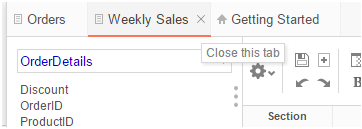 Orders Weekly Sales Getting Started
Close this tab
OrderDetails
Discount
OrderID
ProductID
Section
B